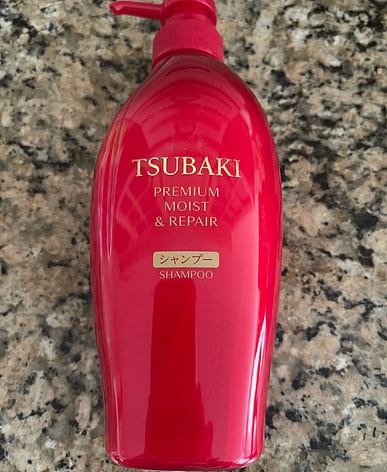 TSUBAKI
PREMIUM
MOIST
& REPAIR
シャンプー
SHAMPOO